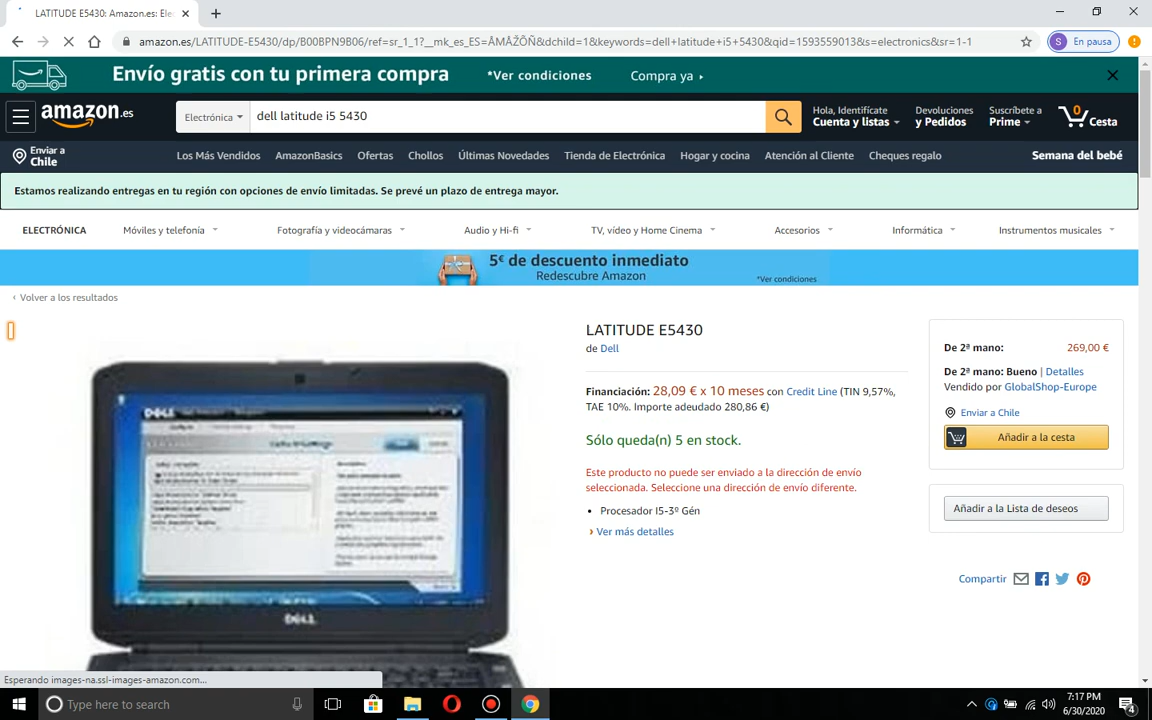 LATITUDE E5430: Amazon.es: Ele
amazon.es/LATITUDE-E5430/dp/B00BPN9B06/ref=sr_1_1?__mk_es_ES=ÅMÅŽÕÑ&dchild=1&keywords=dell+latitude+i5+5430&qid=1593559013&s=electronics&sr=1-1
S En pausa
Envío gratis con tu primera compra *Ver condiciones Compra ya
amazon.es
Electrónica
dell latitude i5 5430
Hola, Identifícate
Cuenta y listas
Devoluciones
y Pedidos
Suscríbete a
Prime
0
Cesta
Enviar a
Chile
Los Más Vendidos AmazonBasics Ofertas Chollos Últimas Novedades Tienda de Electrónica Hogar y cocina Atención al Cliente Cheques regalo Semana del bebé
Estamos realizando entregas en tu región con opciones de envío limitadas. Se prevé un plazo de entrega mayor.
ELECTRÓNICA Móviles y telefonía Fotografía y videocámaras Audio y Hi-fi TV, vídeo y Home Cinema Accesorios Informática Instrumentos musicales
5€ de descuento inmediato
Redescubre Amazon
*Ver condiciones
‹ Volver a los resultados
DELL
DELL
LATITUDE E5430
de Dell
Financiación: 28,09 € x 10 meses con Credit Line (TIN 9,57%,
TAE 10%. Importe adeudado 280,86 €)
Sólo queda(n) 5 en stock.
Este producto no puede ser enviado a la dirección de envío
seleccionada. Seleccione una dirección de envío diferente.
• Procesador I5-3º Gén
› Ver más detalles
De 2ª mano: 269,00 €
De 2ª mano: Bueno | Detalles
Vendido por GlobalShop-Europe
Enviar a Chile
Añadir a la cesta
Añadir a la Lista de deseos
Compartir
Esperando images-na.ssl-images-amazon.com...
Type here to search
7:17 PM
6/30/2020
4